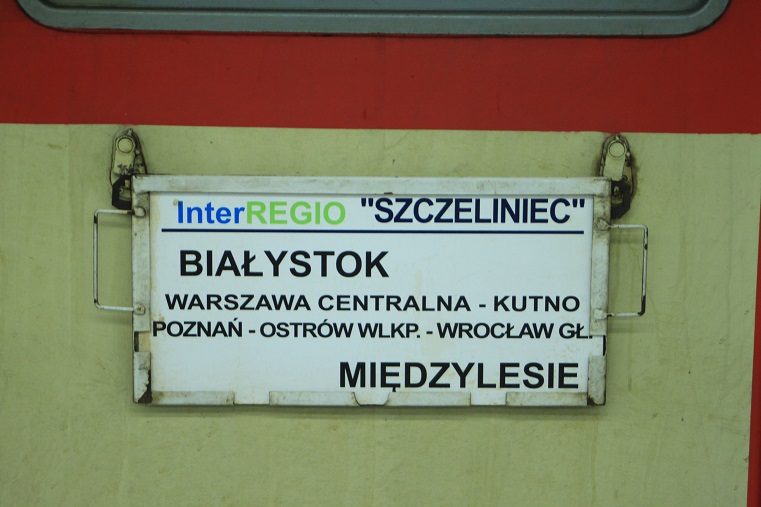 InterREGIO "SZCZELINIEC"
BIAŁYSTOK
WARSZAWA CENTRALNA - KUTNO
POZNAŃ - OSTRÓW WLKP. - WROCŁAW GŁ.
MIĘDZYLESIE